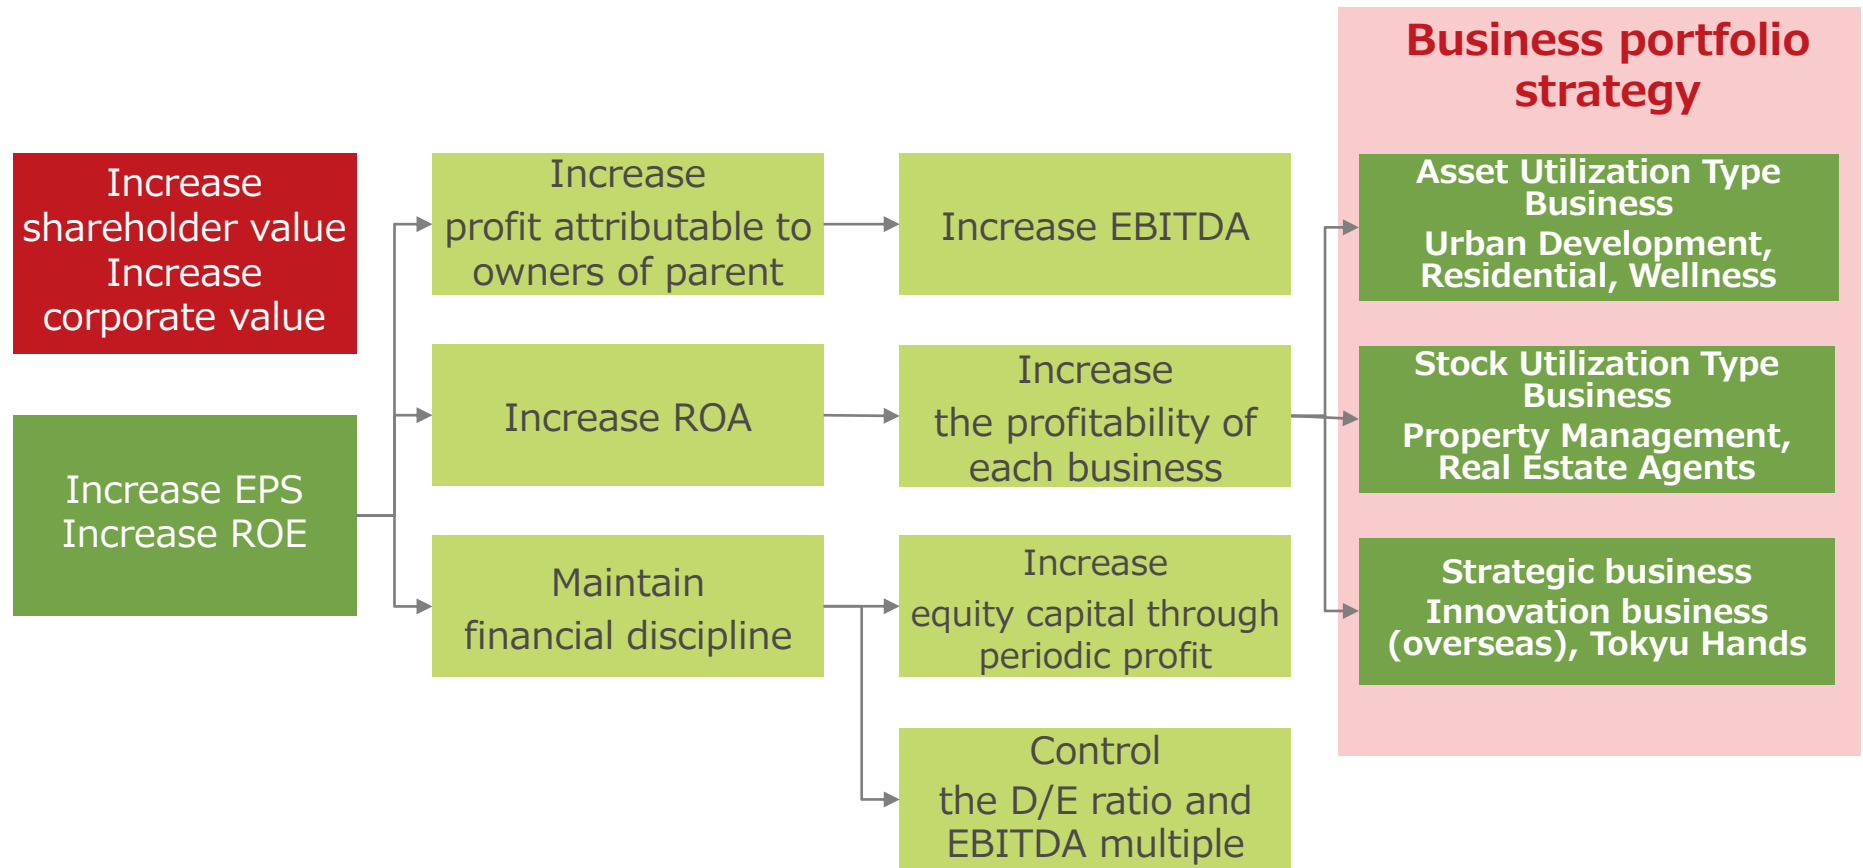 Business portfolio
strategy
Increase
shareholder value
Increase
corporate value
Increase EPS
Increase ROE
Increase
profit attributable to
owners of parent
Increase ROA
Maintain
financial discipline
Increase EBITDA
Increase
the profitability of
each business
Increase
equity capital through
periodic profit
Control
the D/E ratio and
EBITDA multiple
Asset Utilization Type
Business
Urban Development,
Residential, Wellness
Stock Utilization Type
Business
Property Management,
Real Estate Agents
Strategic business
Innovation business
(overseas), Tokyu Hands